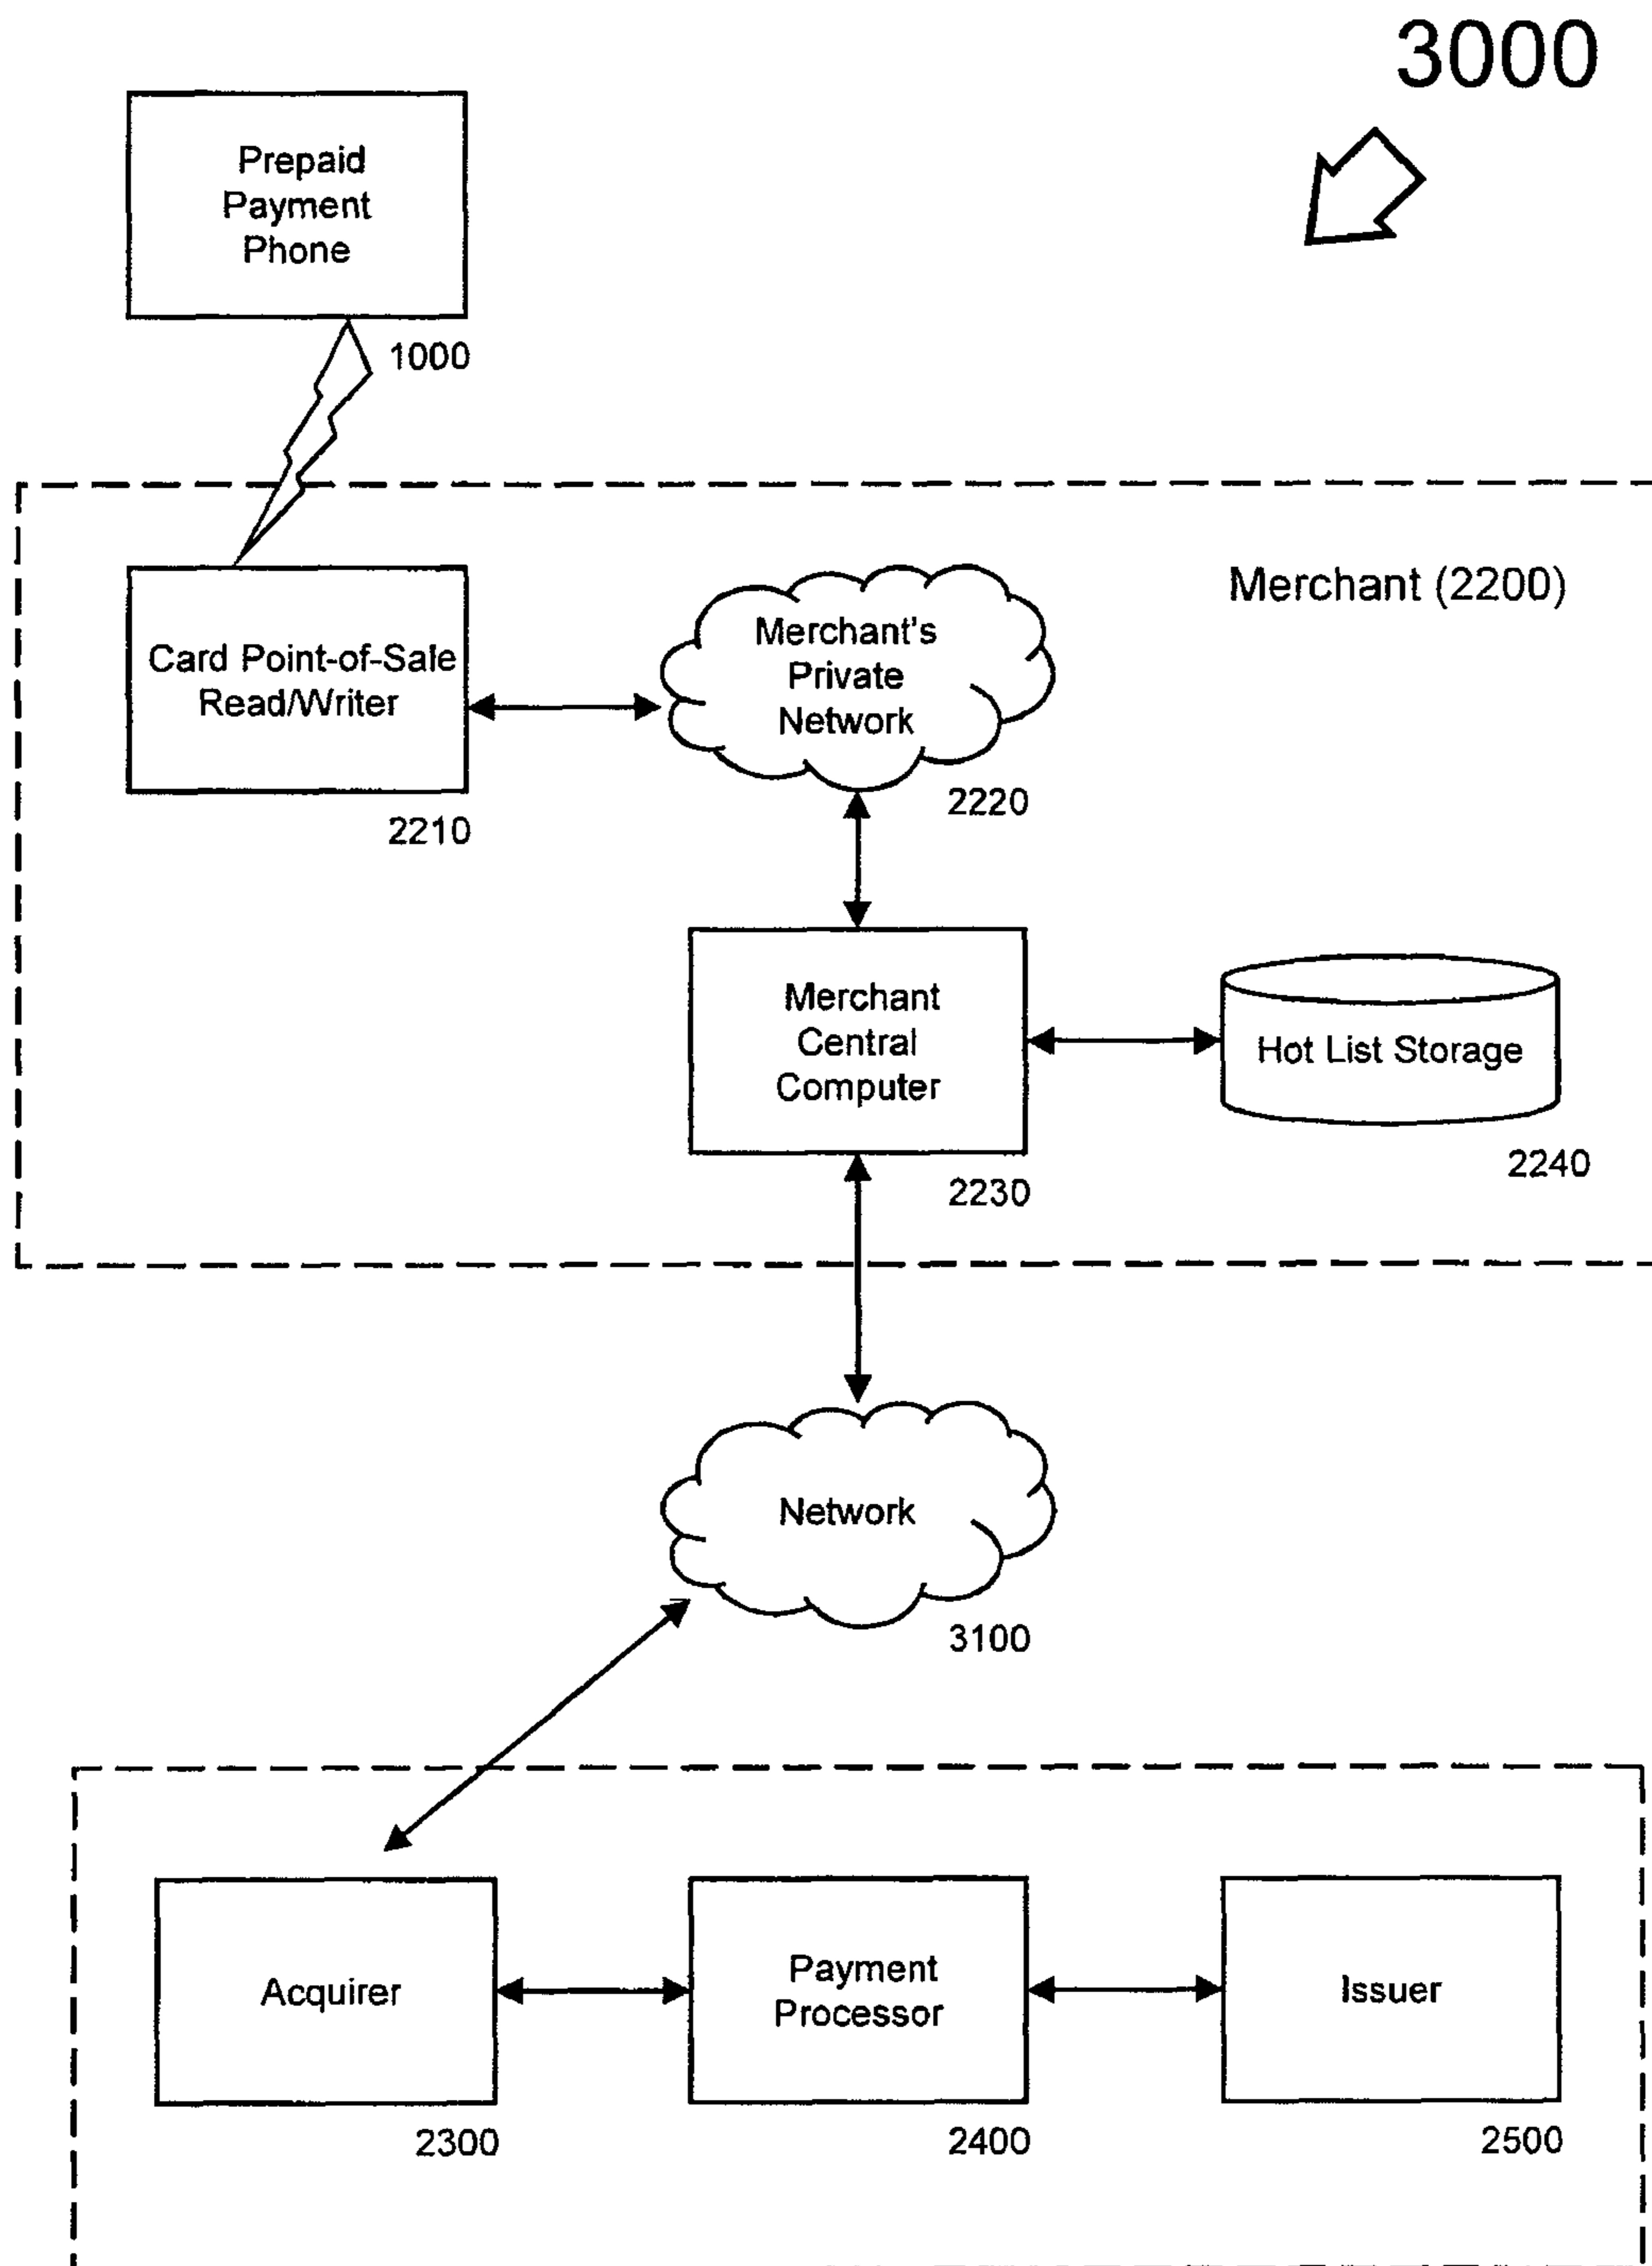 3000
Prepaid
Payment
Phone
1000
Merchant (2200)
Card Point-of-Sale
Read/Writer
2210
Merchant's
Private
Network
2220
Merchant
Central
Computer
2230
Hot List Storage
2240
Network
3100
Acquirer
2300
Payment
Processor
2400
Issuer
2500